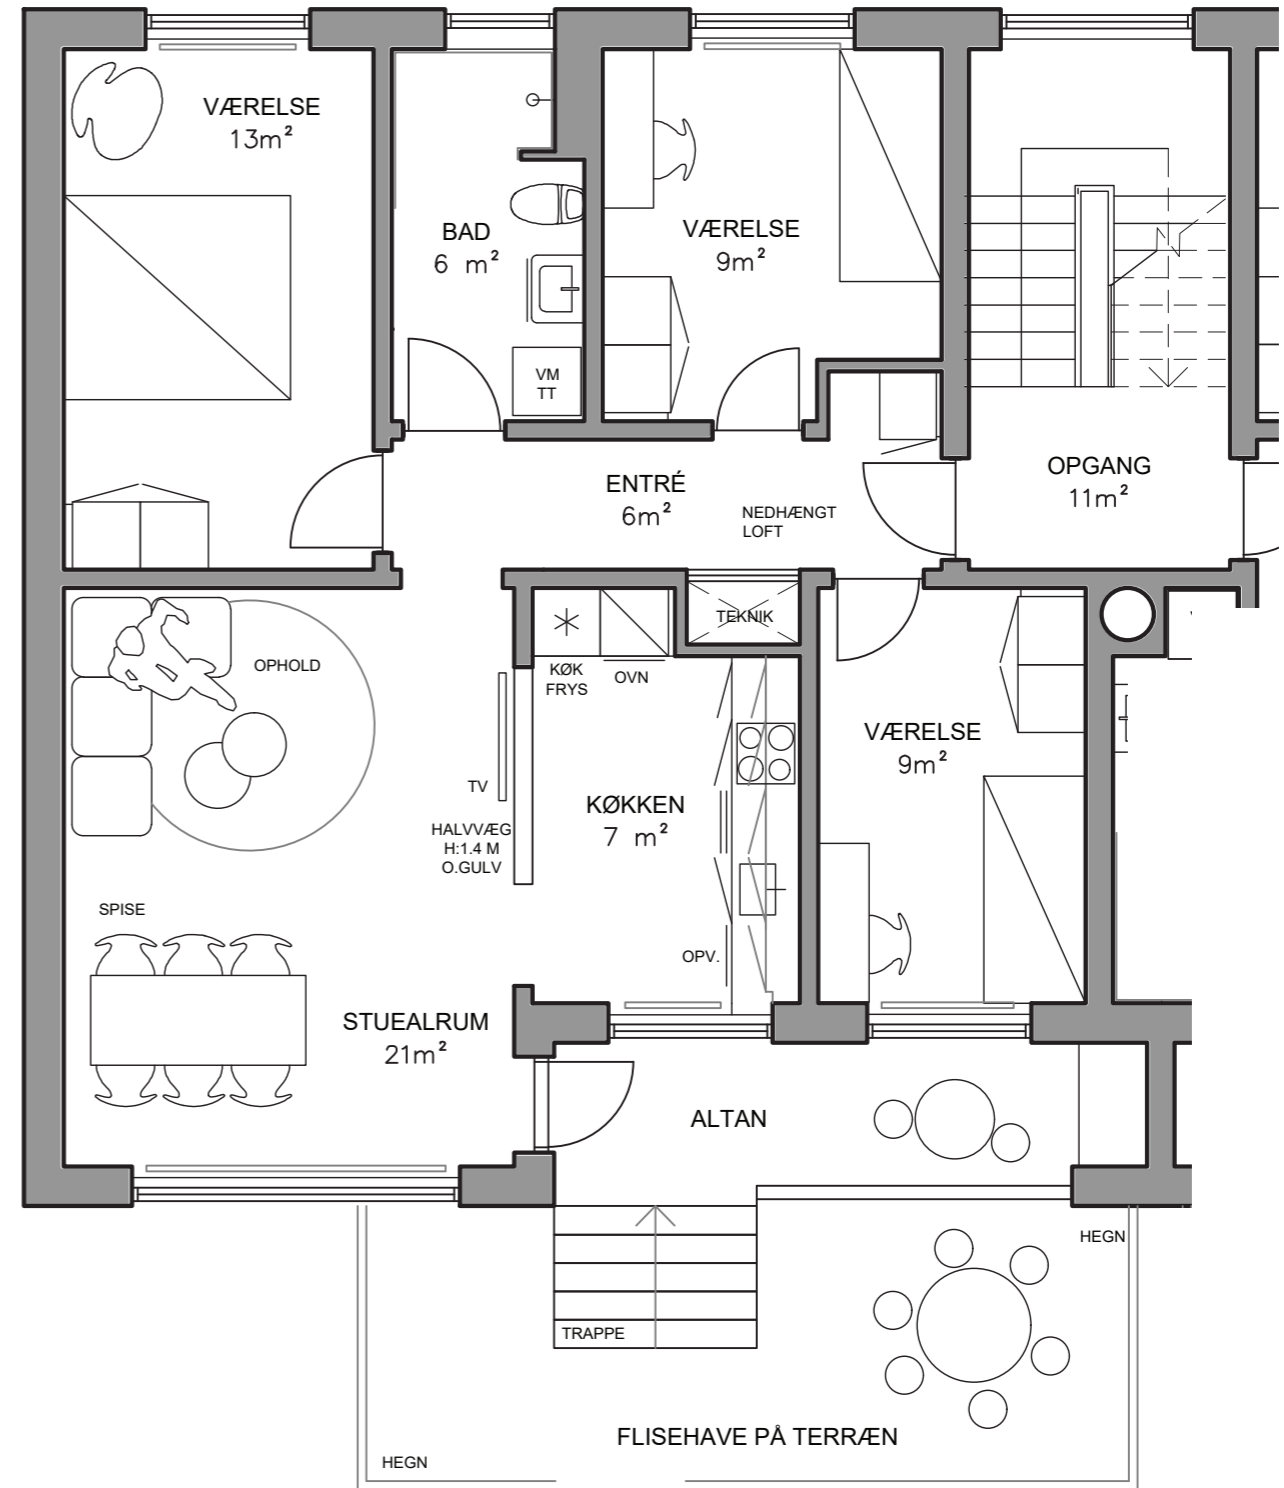 VÆRELSE
13m²
BAD
6 m²
VÆRELSE
9m²
VM
TT
ENTRÉ
6m²
NEDHÆNGT
LOFT
OPGANG
11m²
TEKNIK
OPHOLD
KØK
FRYS
OVN
VÆRELSE
9m²
TV
KØKKEN
7 m²
HALVVÆG
H:1.4 M
O.GULV
SPISE
OPV.
STUEALRUM
21m²
ALTAN
HEGN
TRAPPE
FLISEHAVE PÅ TERRÆN
HEGN